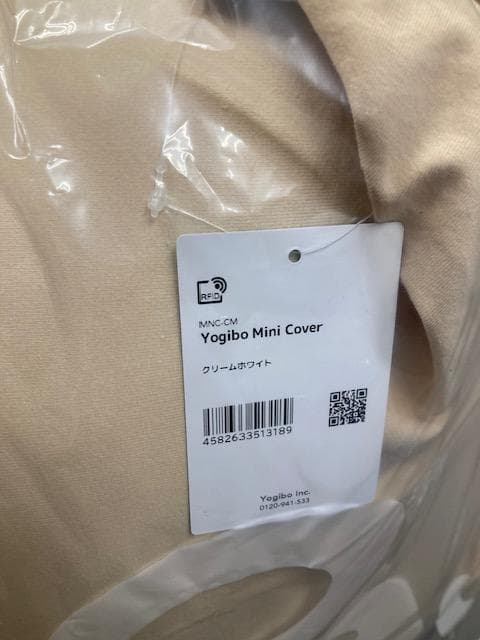 RFID
IMNC-CM
Yogibo Mini Cover
クリームホワイト
4582633513189
Yogibo Inc.
0120-941-533